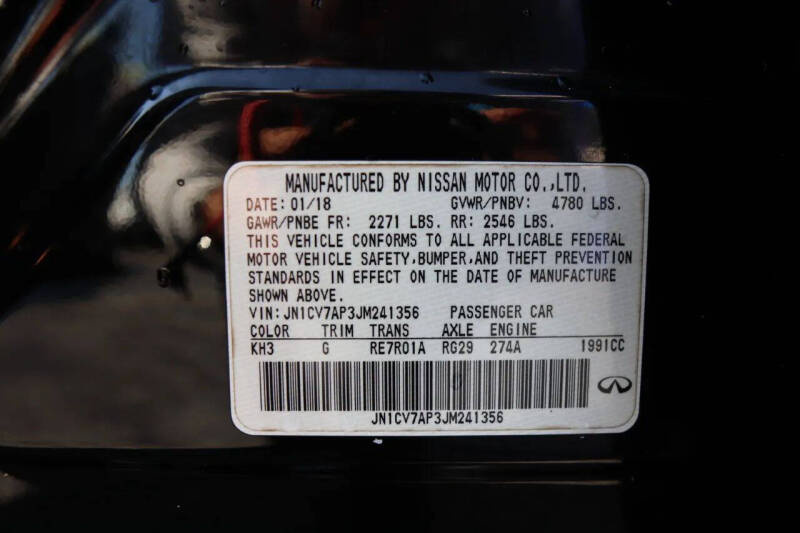 MANUFACTURED BY NISSAN MOTOR CO.,LTD.
DATE: 01/18 GVWR/PNBV: 4780 LBS.
GAWR/PNBE FR: 2271 LBS. RR: 2546 LBS.
THIS VEHICLE CONFORMS TO ALL APPLICABLE FEDERAL
MOTOR VEHICLE SAFETY,BUMPER,AND THEFT PREVENTION
STANDARDS IN EFFECT ON THE DATE OF MANUFACTURE
SHOWN ABOVE.
VIN: JN1CV7AP3JM241356 PASSENGER CAR
COLOR TRIM TRANS AXLE ENGINE
KH3 G RE7R01A RG29 274A 1991CC
JN1CV7AP3JM241356